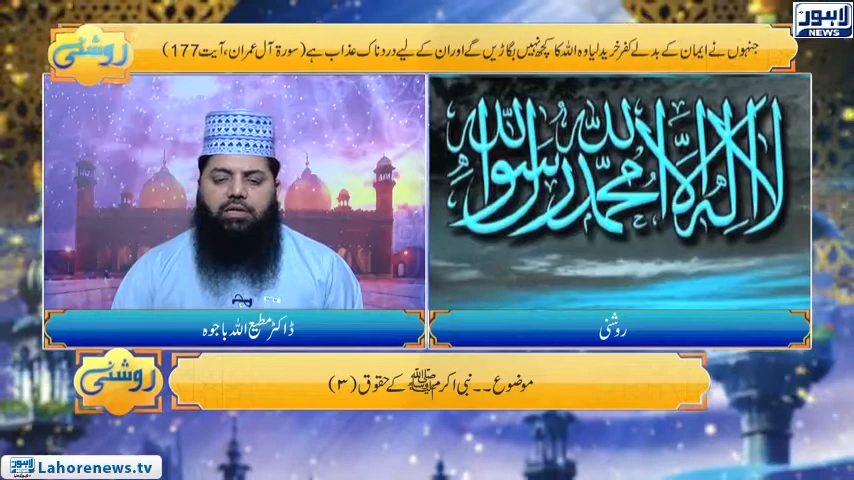 لاہور
NEWS
روشنی
جنہوں نے ایمان کے بدلے کفر خرید لیا وہ اللہ کا کچھ نہیں بگاڑیں گے اور ان کے لیے دردناک عذاب ہے (سورۃ آل عمران، آیت 177)
لا الہ الا اللہ محمد رسول اللہ
ڈاکٹر مطیع اللہ باجوہ
روشنی
روشنی
موضوع ۔۔ نبی اکرم ﷺ کے حقوق (۳)
لاہور
Lahorenews.tv